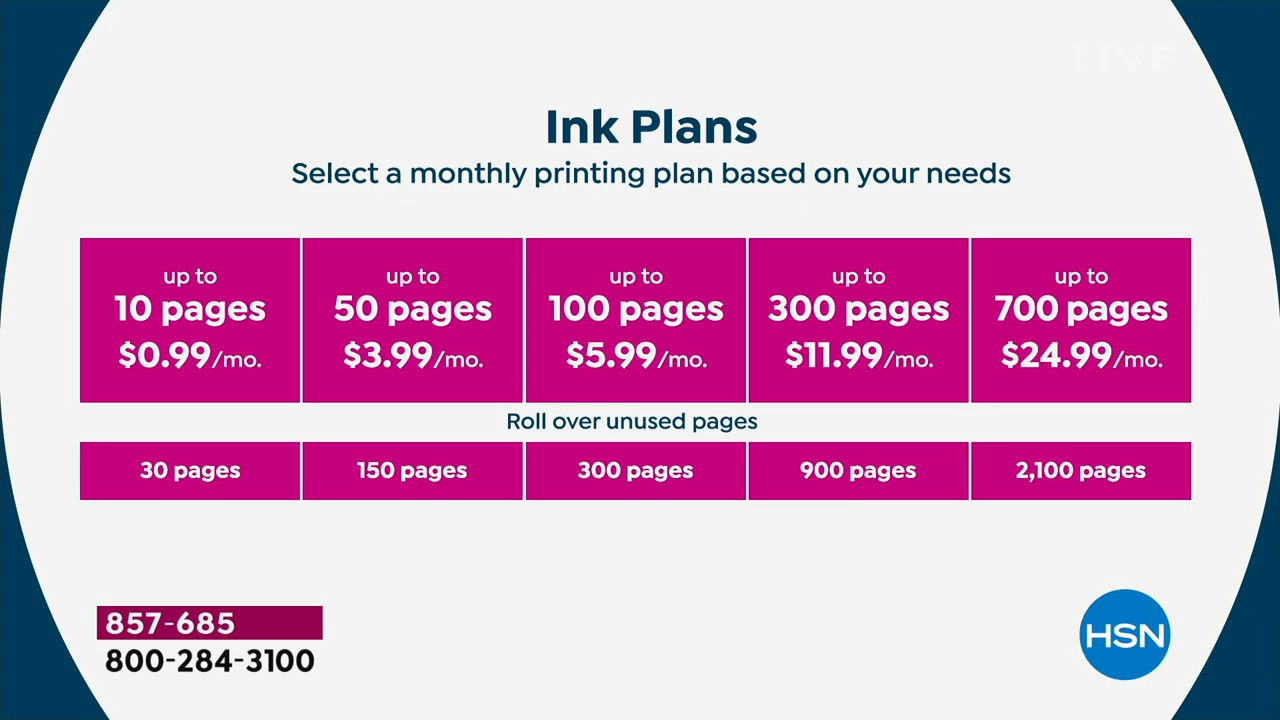 LIVE
Ink Plans
Select a monthly printing plan based on your needs
up to
10 pages
$0.99/mo.
up to
50 pages
$3.99/mo.
up to
100 pages
$5.99/mo.
up to
300 pages
$11.99/mo.
up to
700 pages
$24.99/mo.
Roll over unused pages
30 pages
150 pages
300 pages
900 pages
2,100 pages
857-685
800-284-3100
HSN